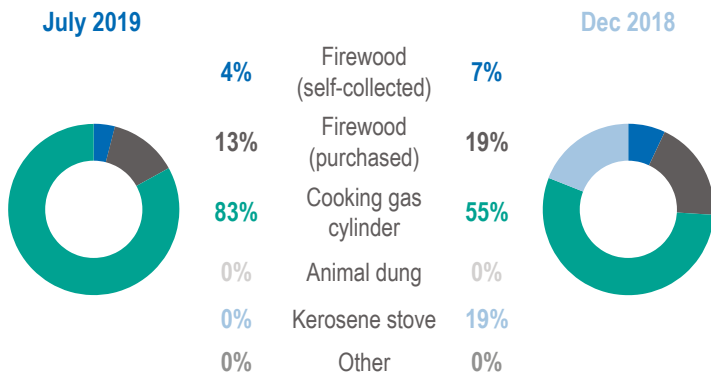 July 2019
Dec 2018
4%
Firewood
(self-collected)
7%
13%
Firewood
(purchased)
19%
83%
Cooking gas
cylinder
55%
0%
Animal dung
0%
0%
Kerosene stove
19%
0%
Other
0%